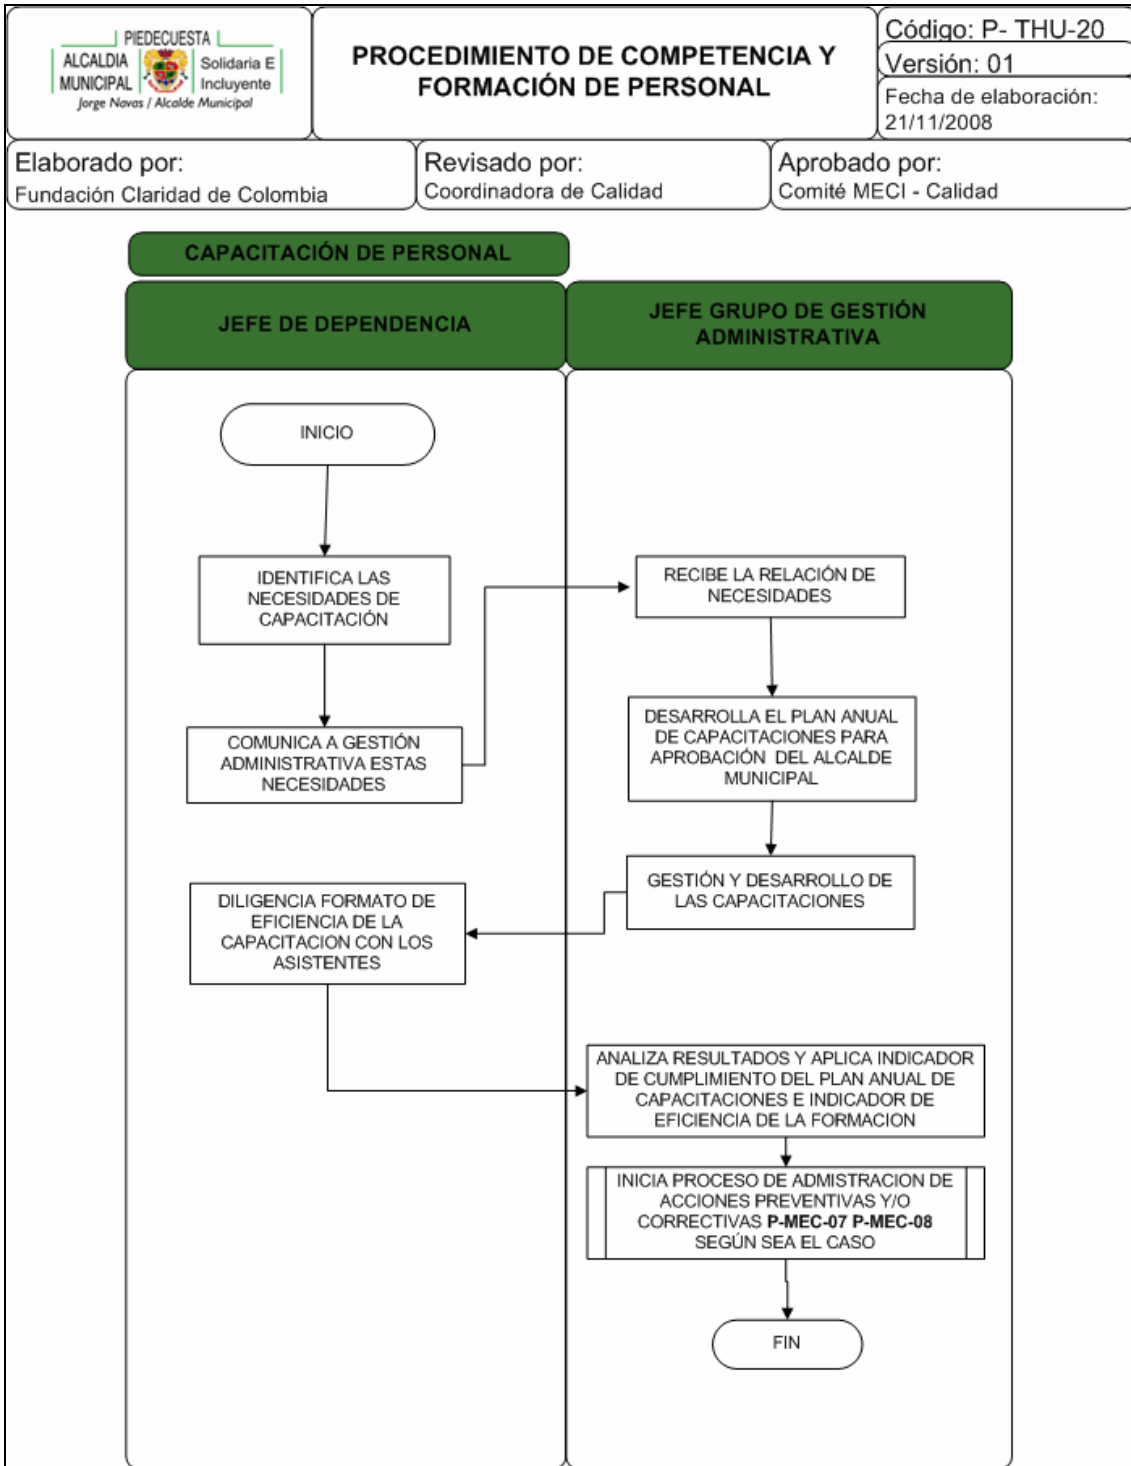 PIEDECUESTA
ALCALDIA
MUNICIPAL
Solidaria E
Incluyente
Jorge Navas / Alcalde Municipal
PROCEDIMIENTO DE COMPETENCIA Y
FORMACIÓN DE PERSONAL
Código: P- THU-20
Versión: 01
Fecha de elaboración:
21/11/2008
Elaborado por:
Fundación Claridad de Colombia
Revisado por:
Coordinadora de Calidad
Aprobado por:
Comité MECI - Calidad
CAPACITACIÓN DE PERSONAL
JEFE DE DEPENDENCIA
JEFE GRUPO DE GESTIÓN
ADMINISTRATIVA
INICIO
IDENTIFICA LAS
NECESIDADES DE
CAPACITACIÓN
COMUNICA A GESTIÓN
ADMINISTRATIVA ESTAS
NECESIDADES
RECIBE LA RELACIÓN DE
NECESIDADES
DESARROLLA EL PLAN ANUAL
DE CAPACITACIONES PARA
APROBACIÓN  DEL ALCALDE
MUNICIPAL
GESTIÓN Y DESARROLLO DE
LAS CAPACITACIONES
DILIGENCIA FORMATO DE
EFICIENCIA DE LA
CAPACITACION CON LOS
ASISTENTES
ANALIZA RESULTADOS Y APLICA INDICADOR
DE CUMPLIMIENTO DEL PLAN ANUAL DE
CAPACITACIONES E INDICADOR DE
EFICIENCIA DE LA FORMACION
INICIA PROCESO DE ADMISTRACION DE
ACCIONES PREVENTIVAS Y/O
CORRECTIVAS P-MEC-07 P-MEC-08
SEGÚN SEA EL CASO
FIN